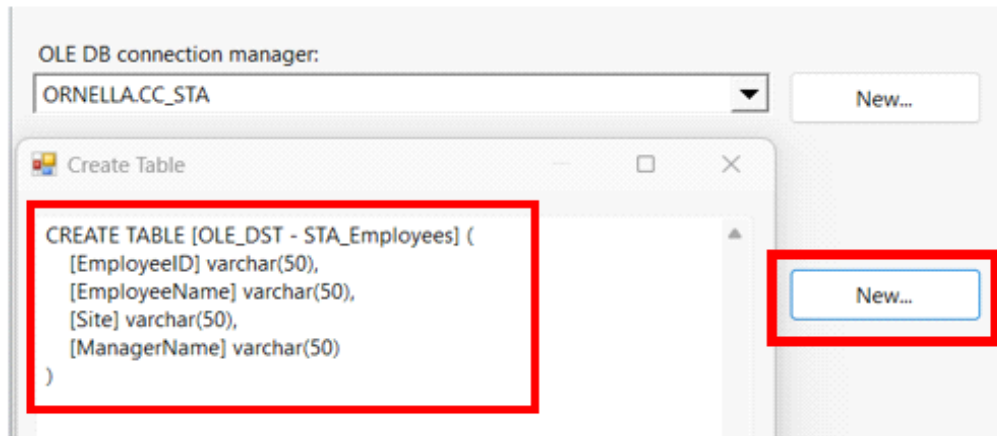 OLE DB connection manager:
ORNELLA.CC_STA
New...
Create Table
CREATE TABLE [OLE_DST - STA_Employees] (
[EmployeeID] varchar(50),
[EmployeeName] varchar(50),
[Site] varchar(50),
[ManagerName] varchar(50)
)
New...